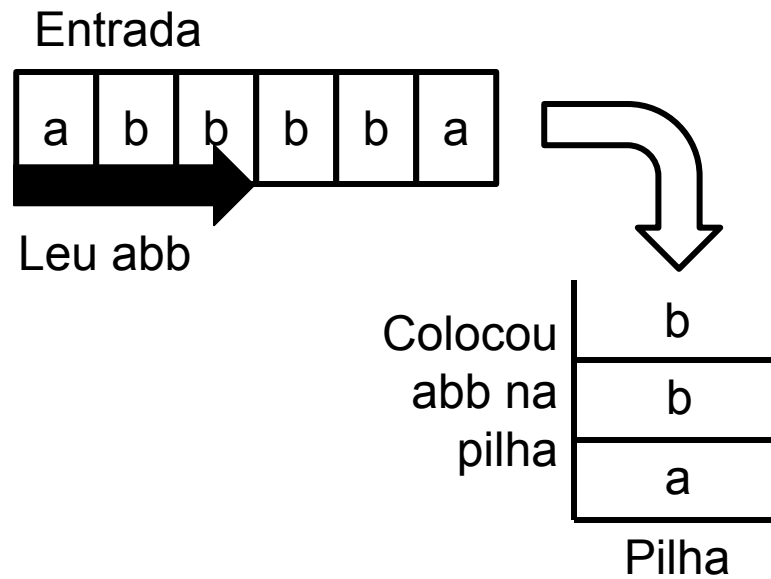 Entrada
a b b b b a
Leu abb
Colocou
abb na
pilha
b
b
a
Pilha